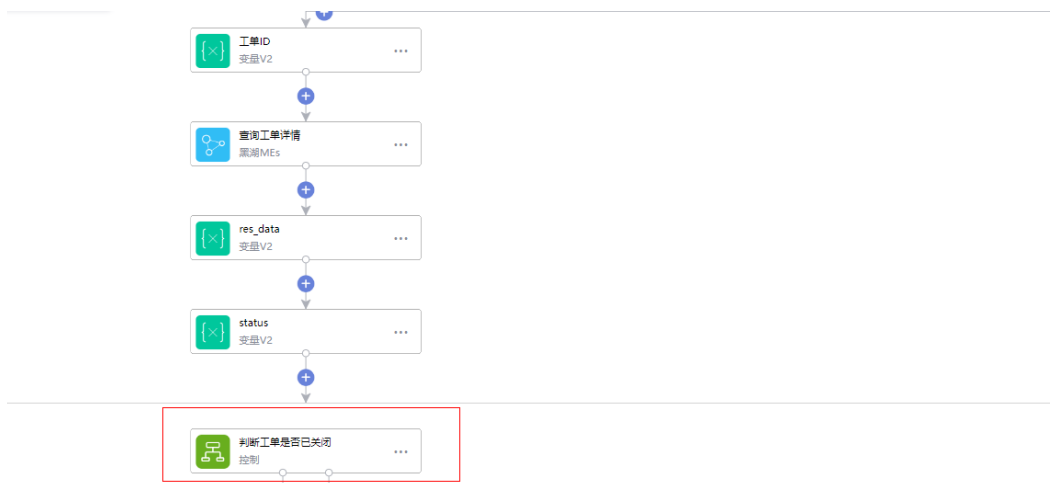 工单ID
变量V2
查询工单详情
黑湖MEs
res_data
变量V2
status
变量V2
判断工单是否已关闭
控制